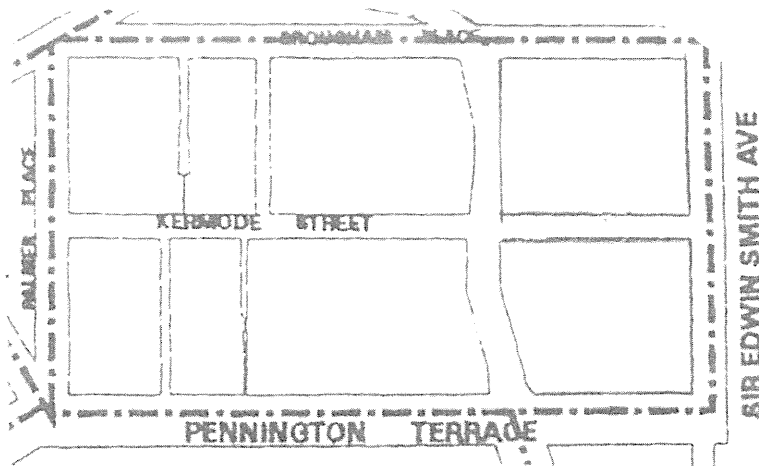 BROUGHAM PLACE
PALMER PLACE
KERMODE STREET
SIR EDWIN SMITH AVE
PENNINGTON TERRACE